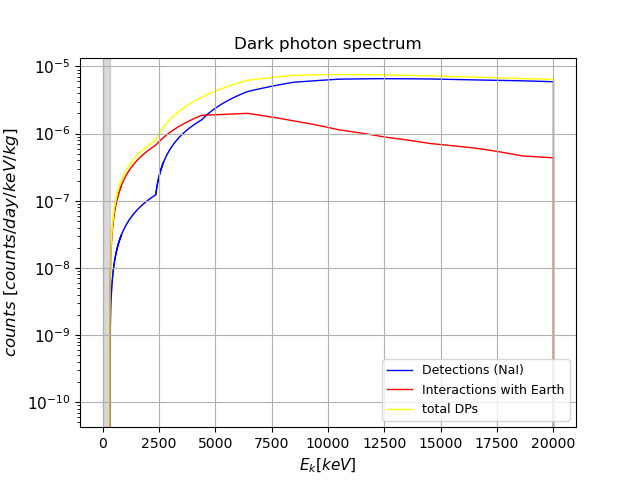 Dark photon spectrum
counts [counts/day/keV/kg]
10⁻⁵
10⁻⁶
10⁻⁷
10⁻⁸
10⁻⁹
10⁻¹⁰
Detections (NaI)
Interactions with Earth
total DPs
0 2500 5000 7500 10000 12500 15000 17500 20000
E_k[keV]